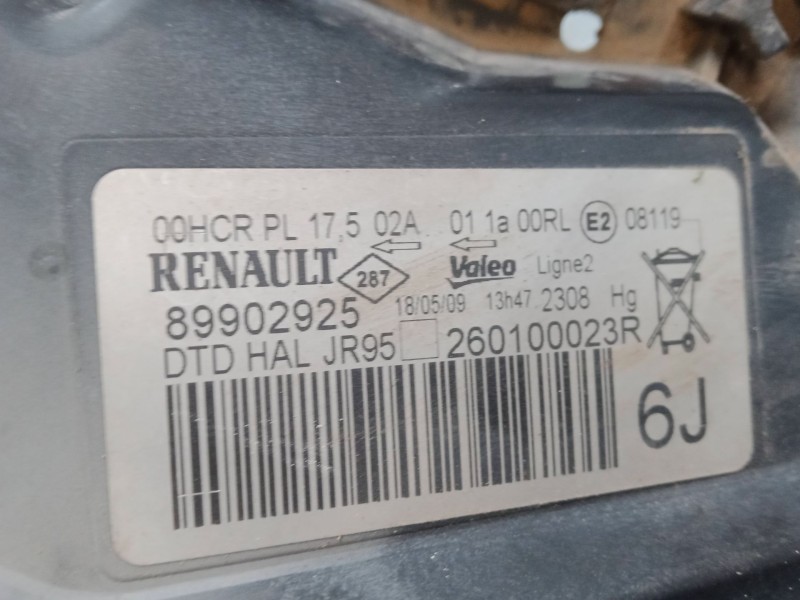 00HCR PL 17,5 02A 01 1a 00RL E2 08119
RENAULT 287 Valeo Ligne2
89902925 18/05/09 13h47 2308 Hg
DTD HAL JR95 260100023R
6J